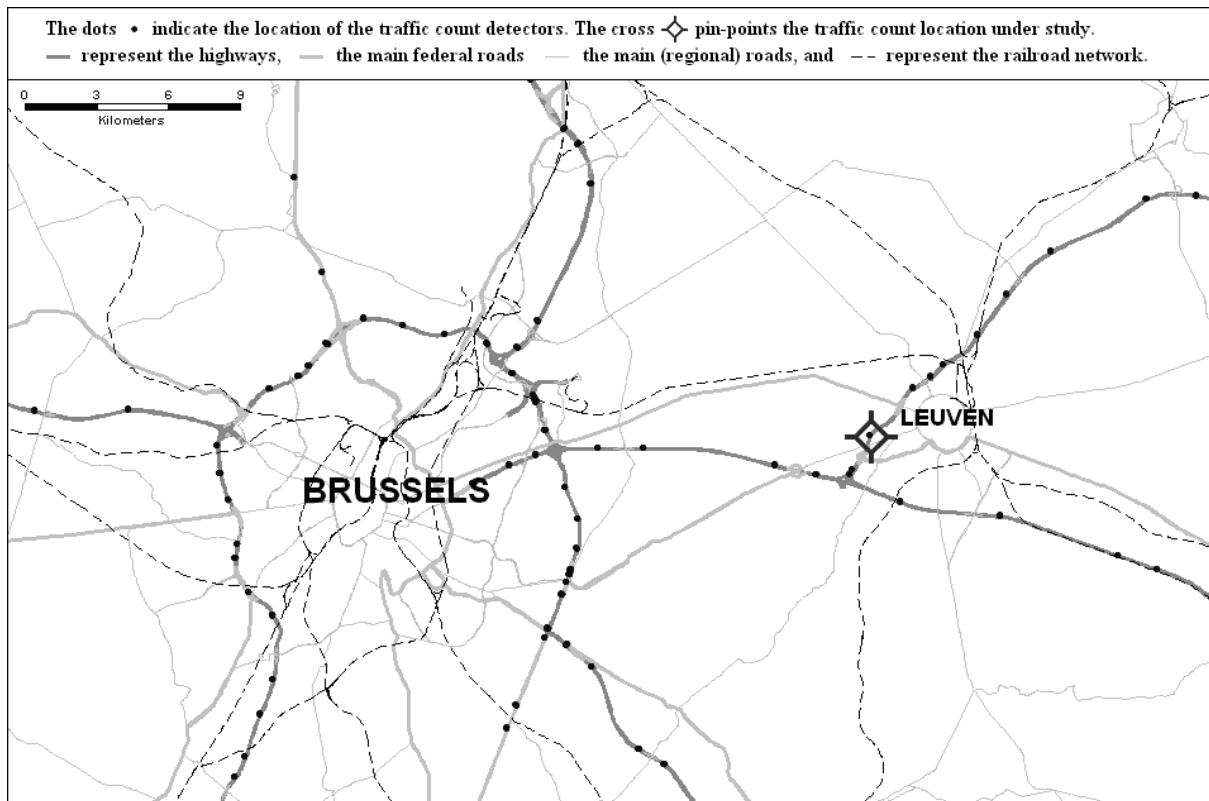 The dots indicate the location of the traffic count detectors. The cross pin-points the traffic count location under study.
represent the highways, the main federal roads the main (regional) roads, and represent the railroad network.
0 3 6 9
Kilometers
LEUVEN
BRUSSELS